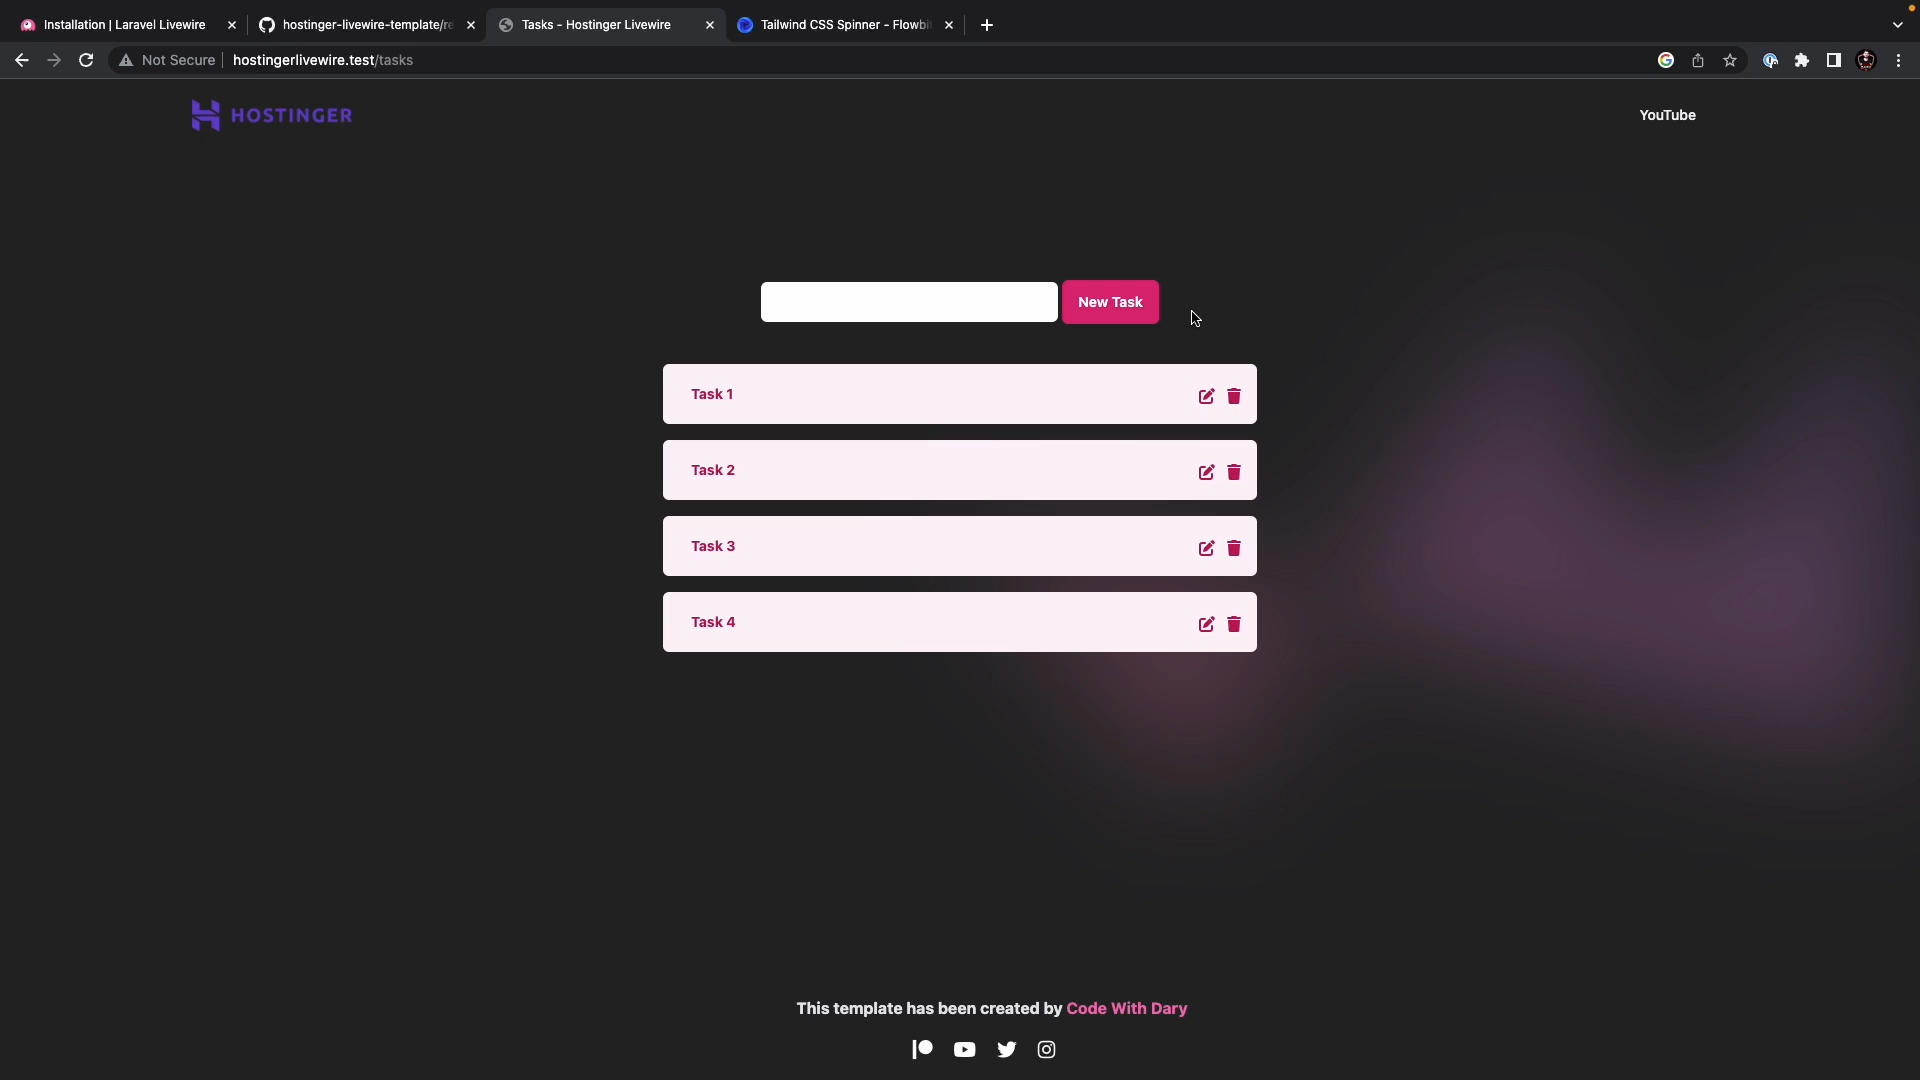 Installation | Laravel Livewire
hostinger-livewire-template/re
Tasks - Hostinger Livewire
Tailwind CSS Spinner - Flowbi
Not Secure
hostingerlivewire.test/tasks
HOSTINGER
YouTube
New Task
Task 1
Task 2
Task 3
Task 4
This template has been created by Code With Dary